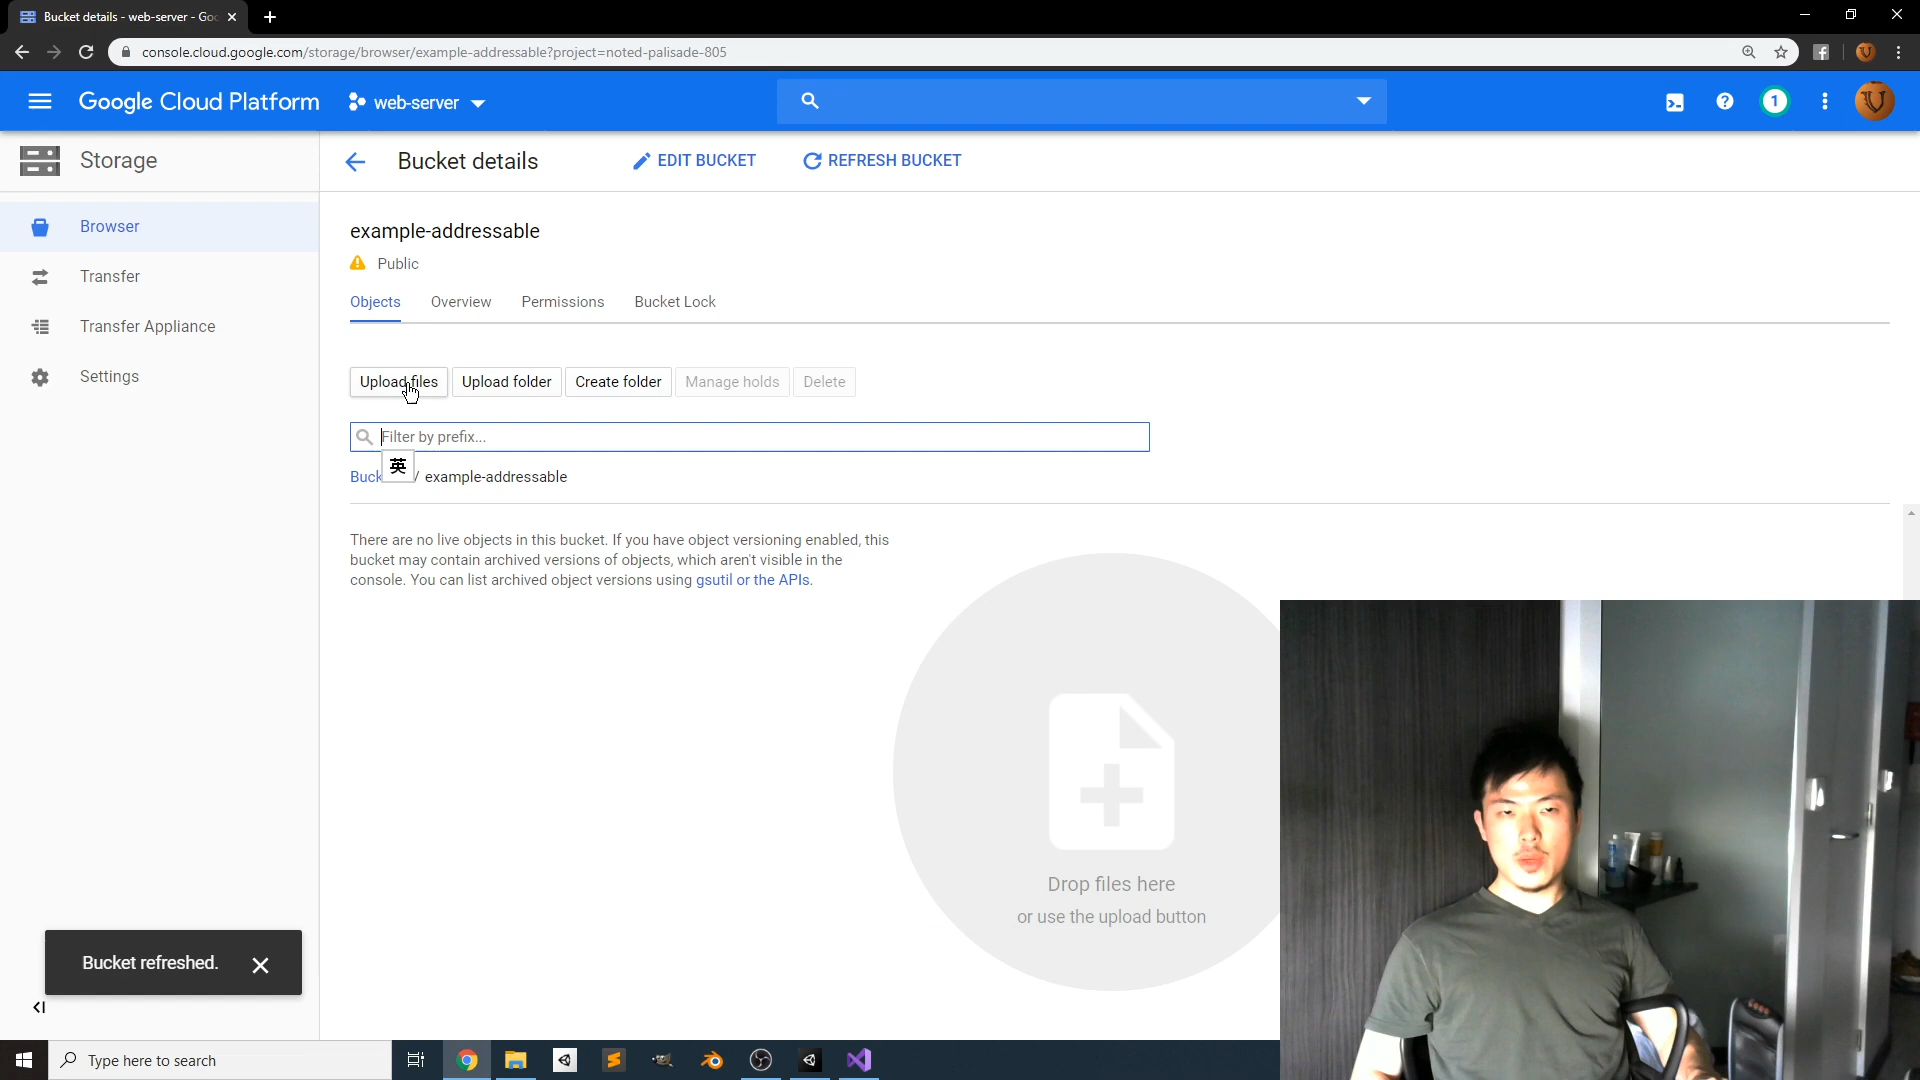 Bucket details - web-server - Goo
console.cloud.google.com/storage/browser/example-addressable?project=noted-palisade-805
Google Cloud Platform
web-server
1
Storage
Bucket details
EDIT BUCKET
REFRESH BUCKET
Browser
Transfer
Transfer Appliance
Settings
example-addressable
Public
Objects
Overview
Permissions
Bucket Lock
Upload files
Upload folder
Create folder
Manage holds
Delete
Filter by prefix...
英
Buck / example-addressable
There are no live objects in this bucket. If you have object versioning enabled, this
bucket may contain archived versions of objects, which aren't visible in the
console. You can list archived object versions using gsutil or the APIs.
Drop files here
or use the upload button
Bucket refreshed.
Type here to search